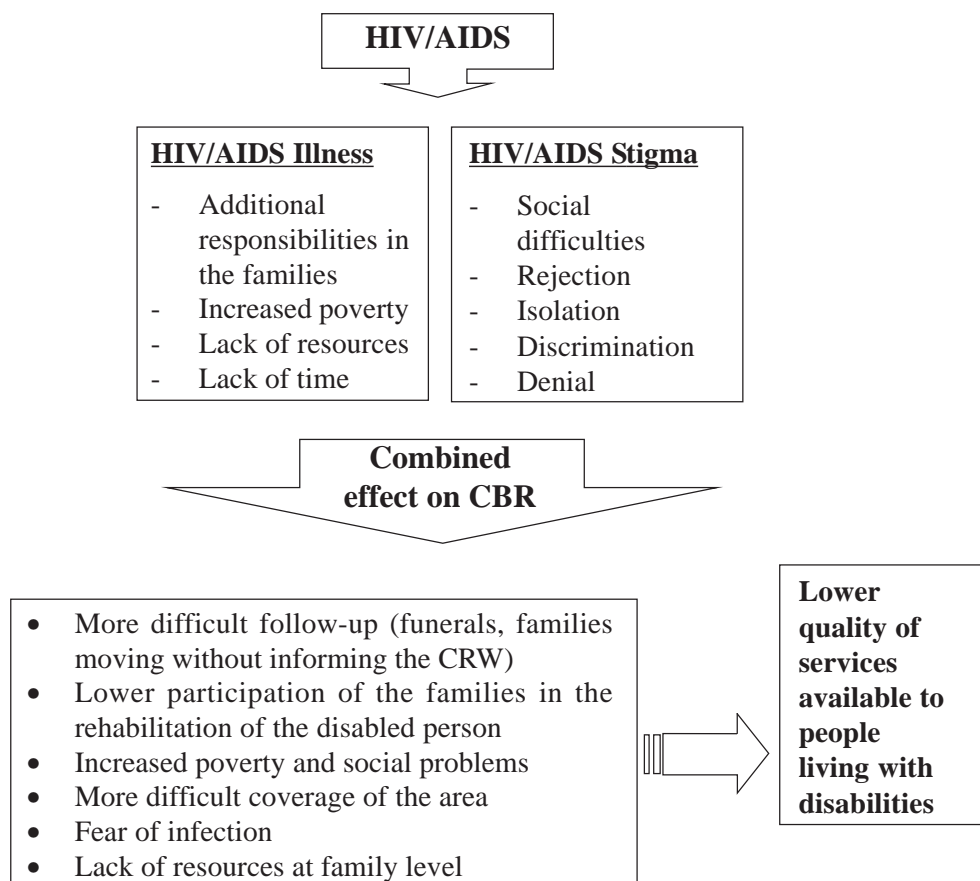 HIV/AIDS
HIV/AIDS Illness
- Additional
responsibilities in
the families
- Increased poverty
- Lack of resources
- Lack of time
HIV/AIDS Stigma
- Social
difficulties
- Rejection
- Isolation
- Discrimination
- Denial
Combined
effect on CBR
• More difficult follow-up (funerals, families
moving without informing the CRW)
• Lower participation of the families in the
rehabilitation of the disabled person
• Increased poverty and social problems
• More difficult coverage of the area
• Fear of infection
• Lack of resources at family level
Lower
quality of
services
available to
people
living with
disabilities